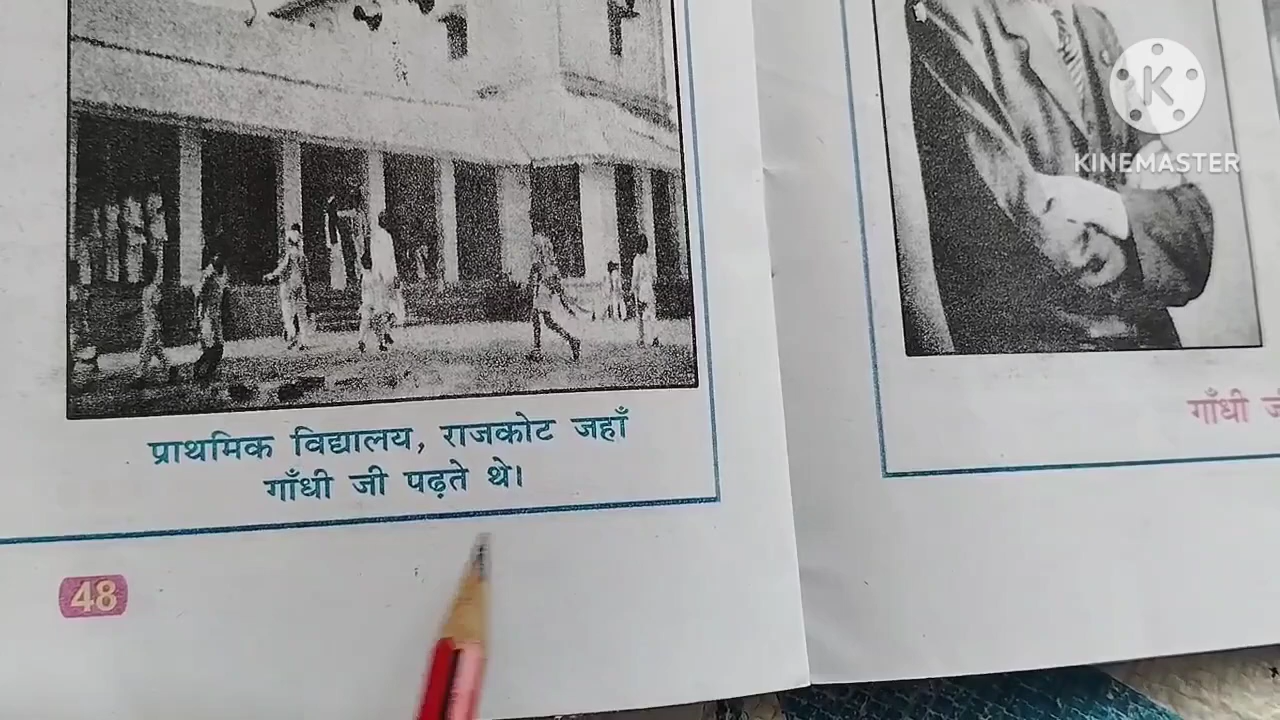 प्राथमिक विद्यालय, राजकोट जहाँ
गाँधी जी पढ़ते थे।
48
गाँधी
K
KINEMASTER